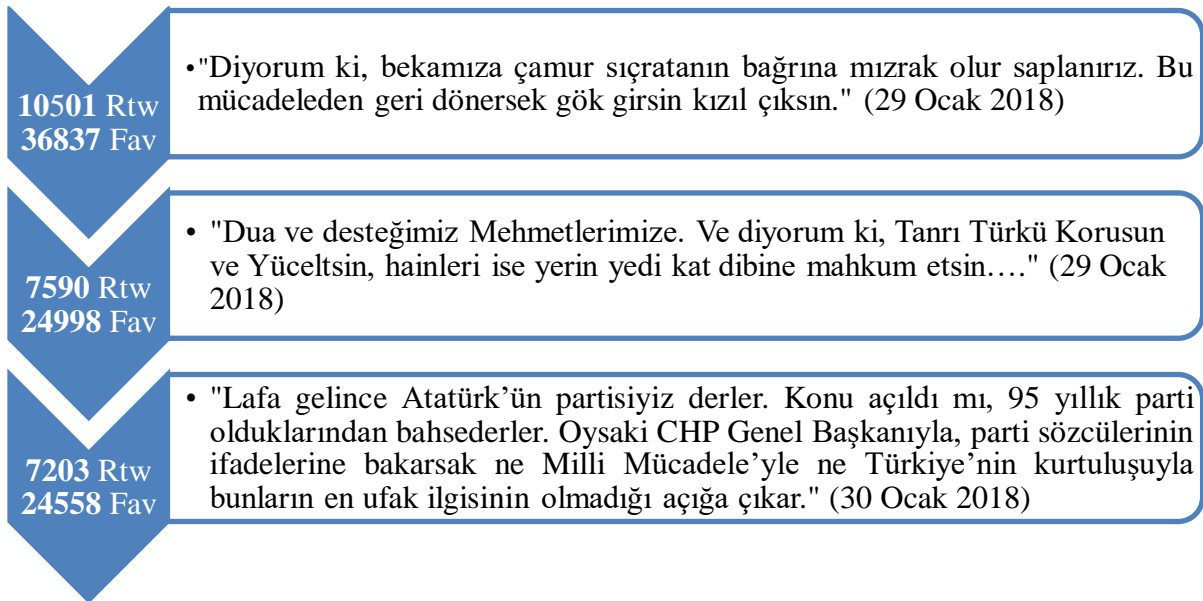 10501 Rtw
36837 Fav
•"Diyorum ki, bekamıza çamur sıçratanın bağrına mızrak olur saplanırız. Bu
mücadeleden geri dönersek gök girsin kızıl çıksın." (29 Ocak 2018)
7590 Rtw
24998 Fav
• "Dua ve desteğimiz Mehmetlerimize. Ve diyorum ki, Tanrı Türkü Korusun
ve Yüceltsin, hainleri ise yerin yedi kat dibine mahkum etsin…." (29 Ocak
2018)
7203 Rtw
24558 Fav
• "Lafa gelince Atatürk’ün partisiyiz derler. Konu açıldı mı, 95 yıllık parti
olduklarından bahsederler. Oysaki CHP Genel Başkanıyla, parti sözcülerinin
ifadelerine bakarsak ne Milli Mücadele’yle ne Türkiye’nin kurtuluşuyla
bunların en ufak ilgisinin olmadığı açığa çıkar." (30 Ocak 2018)